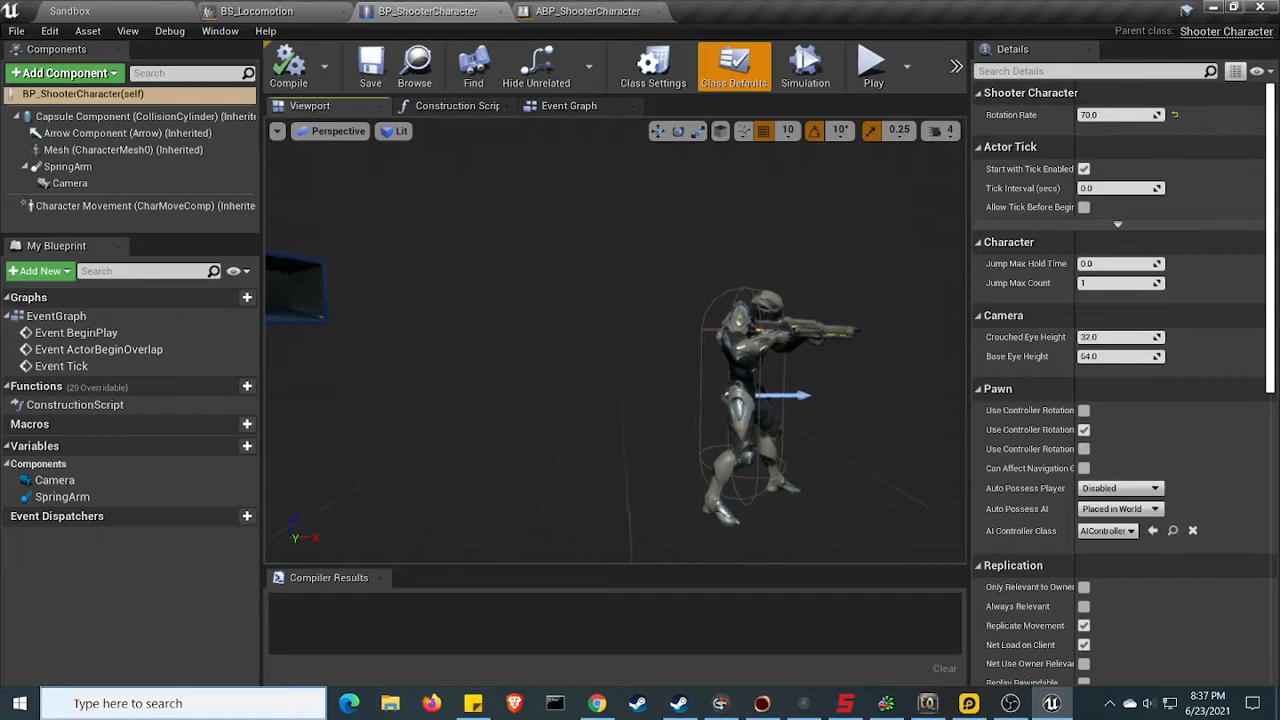 Sandbox
BS_Locomotion
BP_ShooterCharacter
ABP_ShooterCharacter
File Edit Asset View Debug Window Help
Parent class: Shooter Character
Components
+Add Component
Search
BP_ShooterCharacter(self)
Capsule Component (CollisionCylinder) (Inherite
Arrow Component (Arrow) (Inherited)
Mesh (CharacterMesh0) (Inherited)
SpringArm
Camera
Character Movement (CharMoveComp) (Inherite
My Blueprint
+Add New
Search
Graphs
EventGraph
Event BeginPlay
Event ActorBeginOverlap
Event Tick
Functions (29 Overridable)
ConstructionScript
Macros
Variables
Components
Camera
SpringArm
Event Dispatchers
Compile
Save
Browse
Find
Hide Unrelated
Class Settings
Class Defaults
Simulation
Play
Viewport
Construction Scrip
Event Graph
Perspective
Lit
10
10°
0.25
4
Z
Y
X
Compiler Results
Clear
Details
Search Details
Shooter Character
Rotation Rate 70.0
Actor Tick
Start with Tick Enabled
Tick Interval (secs) 0.0
Allow Tick Before Begin
Character
Jump Max Hold Time 0.0
Jump Max Count 1
Camera
Crouched Eye Height 32.0
Base Eye Height 64.0
Pawn
Use Controller Rotation
Use Controller Rotation
Use Controller Rotation
Can Affect Navigation G
Auto Possess Player Disabled
Auto Possess AI Placed in World
AI Controller Class AIController
Replication
Only Relevant to Owner
Always Relevant
Replicate Movement
Net Load on Client
Net Use Owner Relevan
Replay Rewindable
Type here to search
8:37 PM
6/23/2021